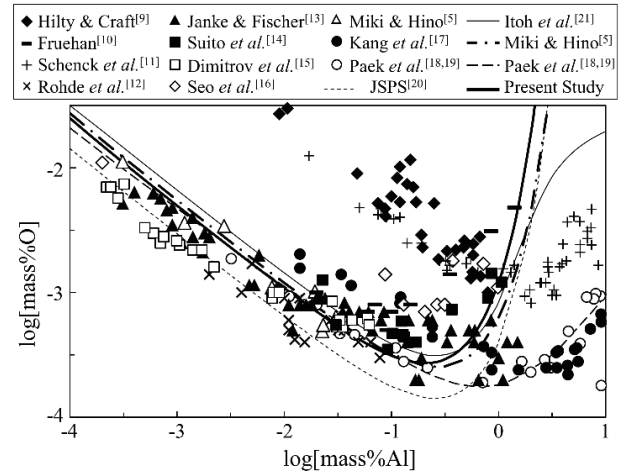 Hilty & Craft[9] Janke & Fischer[13] Miki & Hino[5] Itoh et al.[21]
Fruehan[10] Suito et al.[14] Kang et al.[17] Miki & Hino[5]
Schenck et al.[11] Dimitrov et al.[15] Paek et al.[18,19] Paek et al.[18,19]
Rohde et al.[12] Seo et al.[16] JSPS[20] Present Study
-2
-3
-4
log[mass%O]
-4 -3 -2 -1 0 1
log[mass%Al]